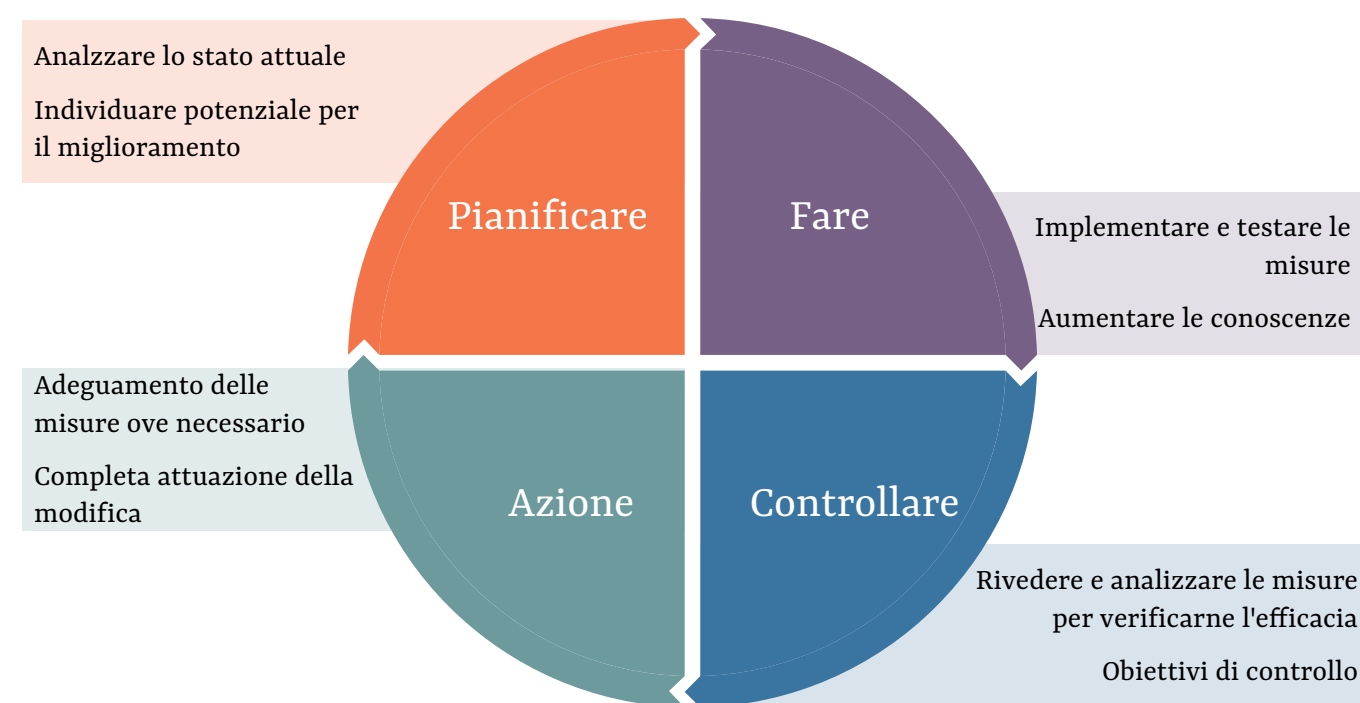 Analzzare lo stato attuale
Individuare potenziale per
il miglioramento
Pianificare
Fare
Implementare e testare le
misure
Aumentare le conoscenze
Adeguamento delle
misure ove necessario
Completa attuazione della
modifica
Azione
Controllare
Rivedere e analizzare le misure
per verificarne l'efficacia
Obiettivi di controllo